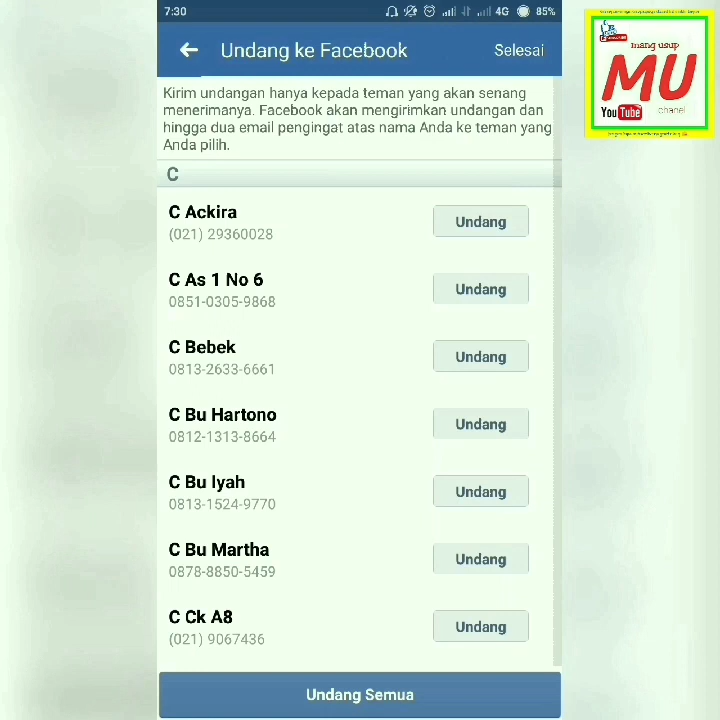 7:30
4G
85%
Undang ke Facebook
Selesai
Kirim undangan hanya kepada teman yang akan senang
menerimanya. Facebook akan mengirimkan undangan dan
hingga dua email pengingat atas nama Anda ke teman yang
Anda pilih.
C
C Ackira
Undang
(021) 29360028
C As 1 No 6
Undang
0851-0305-9868
C Bebek
Undang
0813-2633-6661
C Bu Hartono
Undang
0812-1313-8664
C Bu Iyah
Undang
0813-1524-9770
C Bu Martha
Undang
0878-8850-5459
C Ck A8
Undang
(021) 9067436
Undang Semua
mang usup
MU
YouTube
chanel